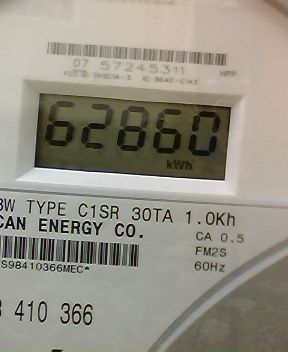 07 57245311
HPP
62860
kWh
3W TYPE C1SR 30TA 1.0Kh
CAN ENERGY CO.
CA 0.5
FM2S
60Hz
S98410366MEC*
410 366